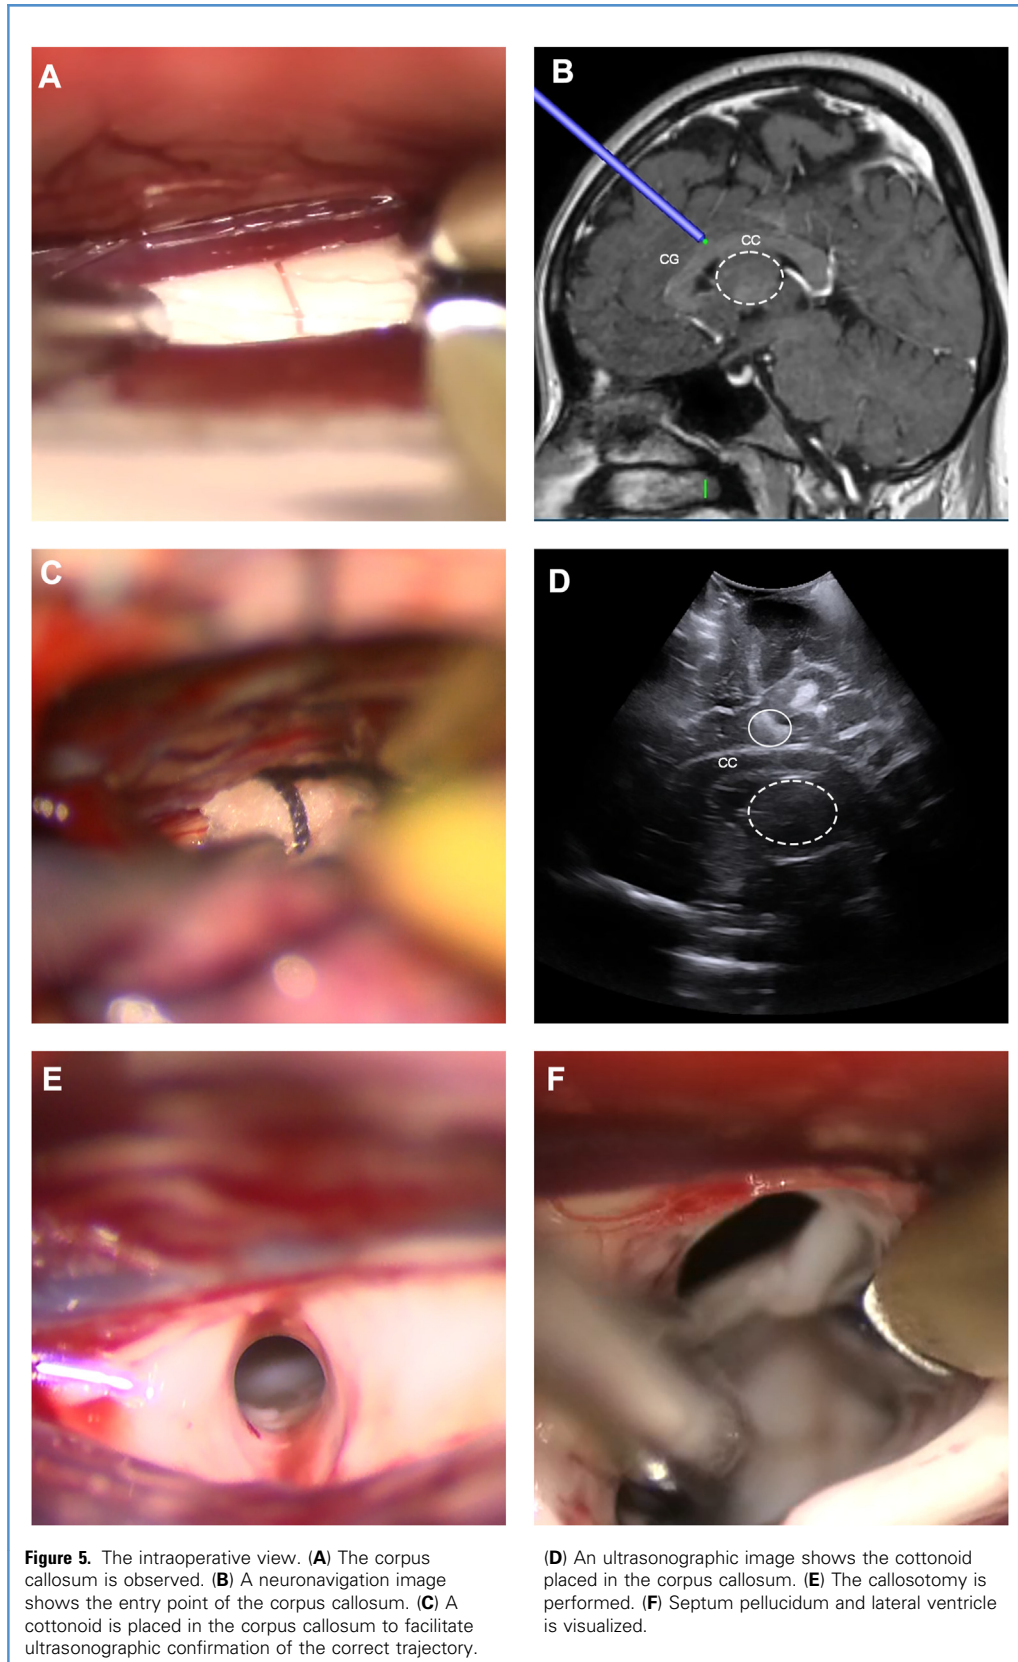 A
B
CC
CG
C
D
CC
E
F
Figure 5. The intraoperative view. (A) The corpus
callosum is observed. (B) A neuronavigation image
shows the entry point of the corpus callosum. (C) A
cottonoid is placed in the corpus callosum to facilitate
ultrasonographic confirmation of the correct trajectory.
(D) An ultrasonographic image shows the cottonoid
placed in the corpus callosum. (E) The callosotomy is
performed. (F) Septum pellucidum and lateral ventricle
is visualized.